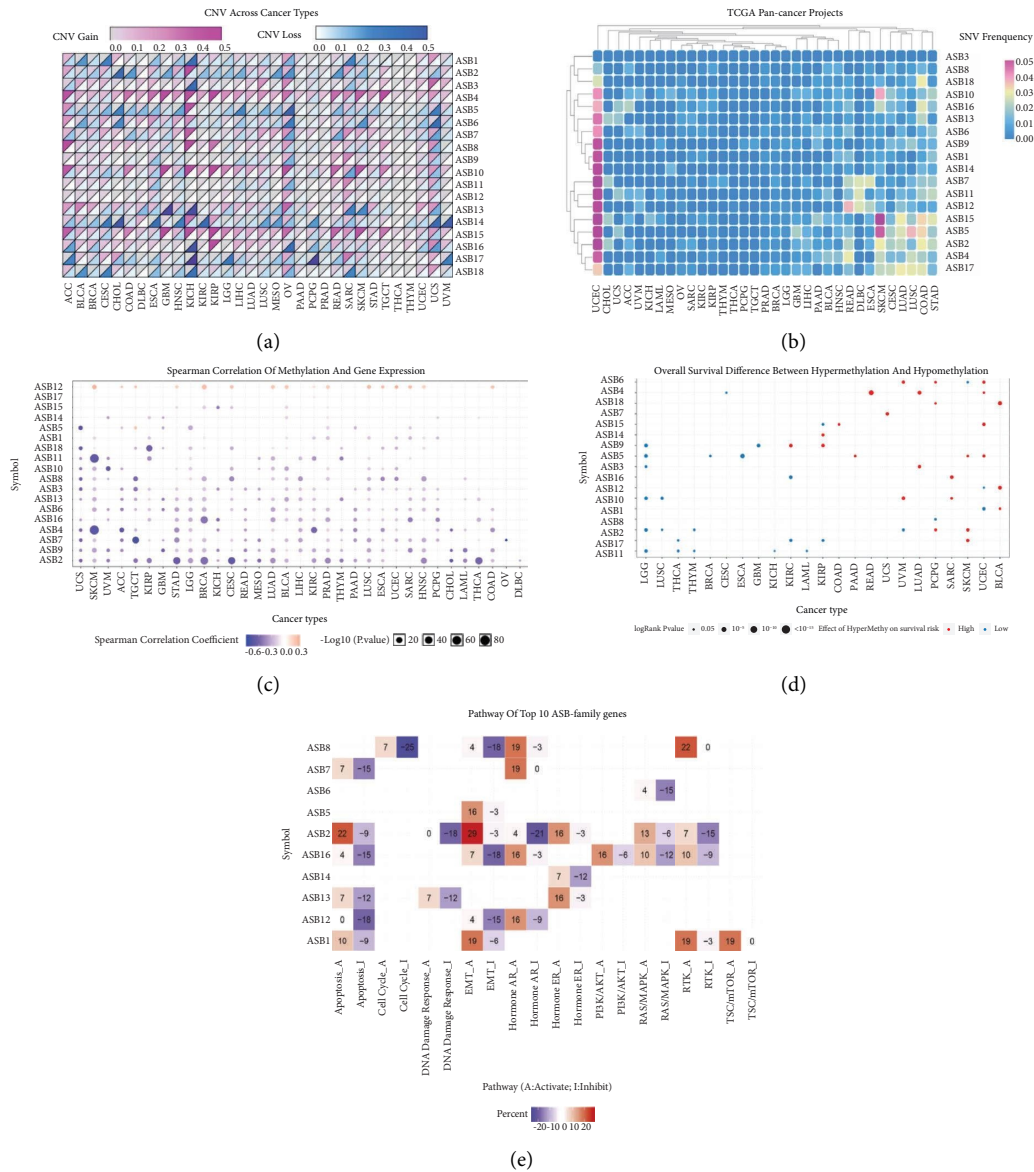 CNV Across Cancer Types
CNV Gain
0.0 0.1 0.3 0.4 0.5
CNV Loss
0.0 0.1 0.3 0.4 0.5
ASB1
ASB2
ASB3
ASB4
ASB5
ASB6
ASB7
ASB8
ASB9
ASB10
ASB11
ASB12
ASB13
ASB14
ASB15
ASB16
ASB17
ASB18
ACC BLCA BRCA CESC CHOL COAD DLBC ESCA GBM HNSC KICH KIRC KIRP LGG LIHC LUAD LUSC MESO OV PAAD PCPG PRAD READ SARC SKCM STAD TGCT THCA THYM UCEC UCS UVM
(a)
TCGA Pan-cancer Projects
SNV Frenquency
0.05
0.04
0.03
0.02
0.01
0.00
ASB3
ASB8
ASB18
ASB10
ASB16
ASB13
ASB6
ASB9
ASB1
ASB14
ASB7
ASB11
ASB12
ASB15
ASB5
ASB2
ASB4
ASB17
UCEC CHOL UCS ACC UVM KICH LAML MESO OV SARC KIRC KIRP THYM THCA PCPG TGCT PRAD BRCA LGG GBM LIHC PAAD BLCA HNSC READ DLBC ESCA SKCM CESC LUAD LUSC COAD STAD
(b)
Spearman Correlation Of Methylation And Gene Expression
Symbol
ASB12
ASB17
ASB15
ASB14
ASB5
ASB1
ASB18
ASB11
ASB10
ASB8
ASB3
ASB13
ASB6
ASB16
ASB4
ASB7
ASB9
ASB2
UCS SKCM UVM ACC TGCT KIRP GBM STAD LGG BRCA KICH CESC READ MESO LUAD BLCA LIHC KIRC PRAD THYM PAAD LUSC ESCA UCEC SARC HNSC PCPG CHOL LAML THCA COAD OV DLBC
Cancer types
Spearman Correlation Coefficient
-0.6-0.3 0.0 0.3
-Log10 (P.value) 20 40 60 80
(c)
Overall Survival Difference Between Hypermethylation And Hypomethylation
Symbol
ASB6
ASB4
ASB18
ASB7
ASB15
ASB14
ASB9
ASB5
ASB3
ASB16
ASB12
ASB10
ASB1
ASB8
ASB2
ASB17
ASB11
LGG LUSC THCA THYM BRCA CESC ESCA GBM KICH KIRC LAML KIRP COAD PAAD READ UCS UVM LUAD PCPG SARC SKCM UCEC BLCA
Cancer type
logRank Pvalue 0.05 Effect of HyperMethy on survival risk High Low
(d)
Pathway Of Top 10 ASB-family genes
Symbol
ASB8 7 -25 4 -18 19 -3 22 0
ASB7 7 -15 19 0
ASB6 4 -15
ASB5 16 -3
ASB2 22 -9 0 -18 29 -3 4 -21 16 -3 13 -6 7 -15
ASB16 4 -15 7 -18 16 -3 16 -6 10 -12 10 -9
ASB14 7 -12
ASB13 7 -12 7 -12 16 -3
ASB12 0 -18 4 -15 16 -9
ASB1 10 -9 19 -6 19 -3 19 0
Apoptosis_A Apoptosis_I Cell Cycle_A Cell Cycle_I DNA Damage Response_A DNA Damage Response_I EMT_A EMT_I Hormone AR_A Hormone AR_I Hormone ER_A Hormone ER_I PI3K/AKT_A PI3K/AKT_I RAS/MAPK_A RAS/MAPK_I RTK_A RTK_I TSC/mTOR_A TSC/mTOR_I
Pathway (A:Activate; I:Inhibit)
Percent
-20-10 0 10 20
(e)